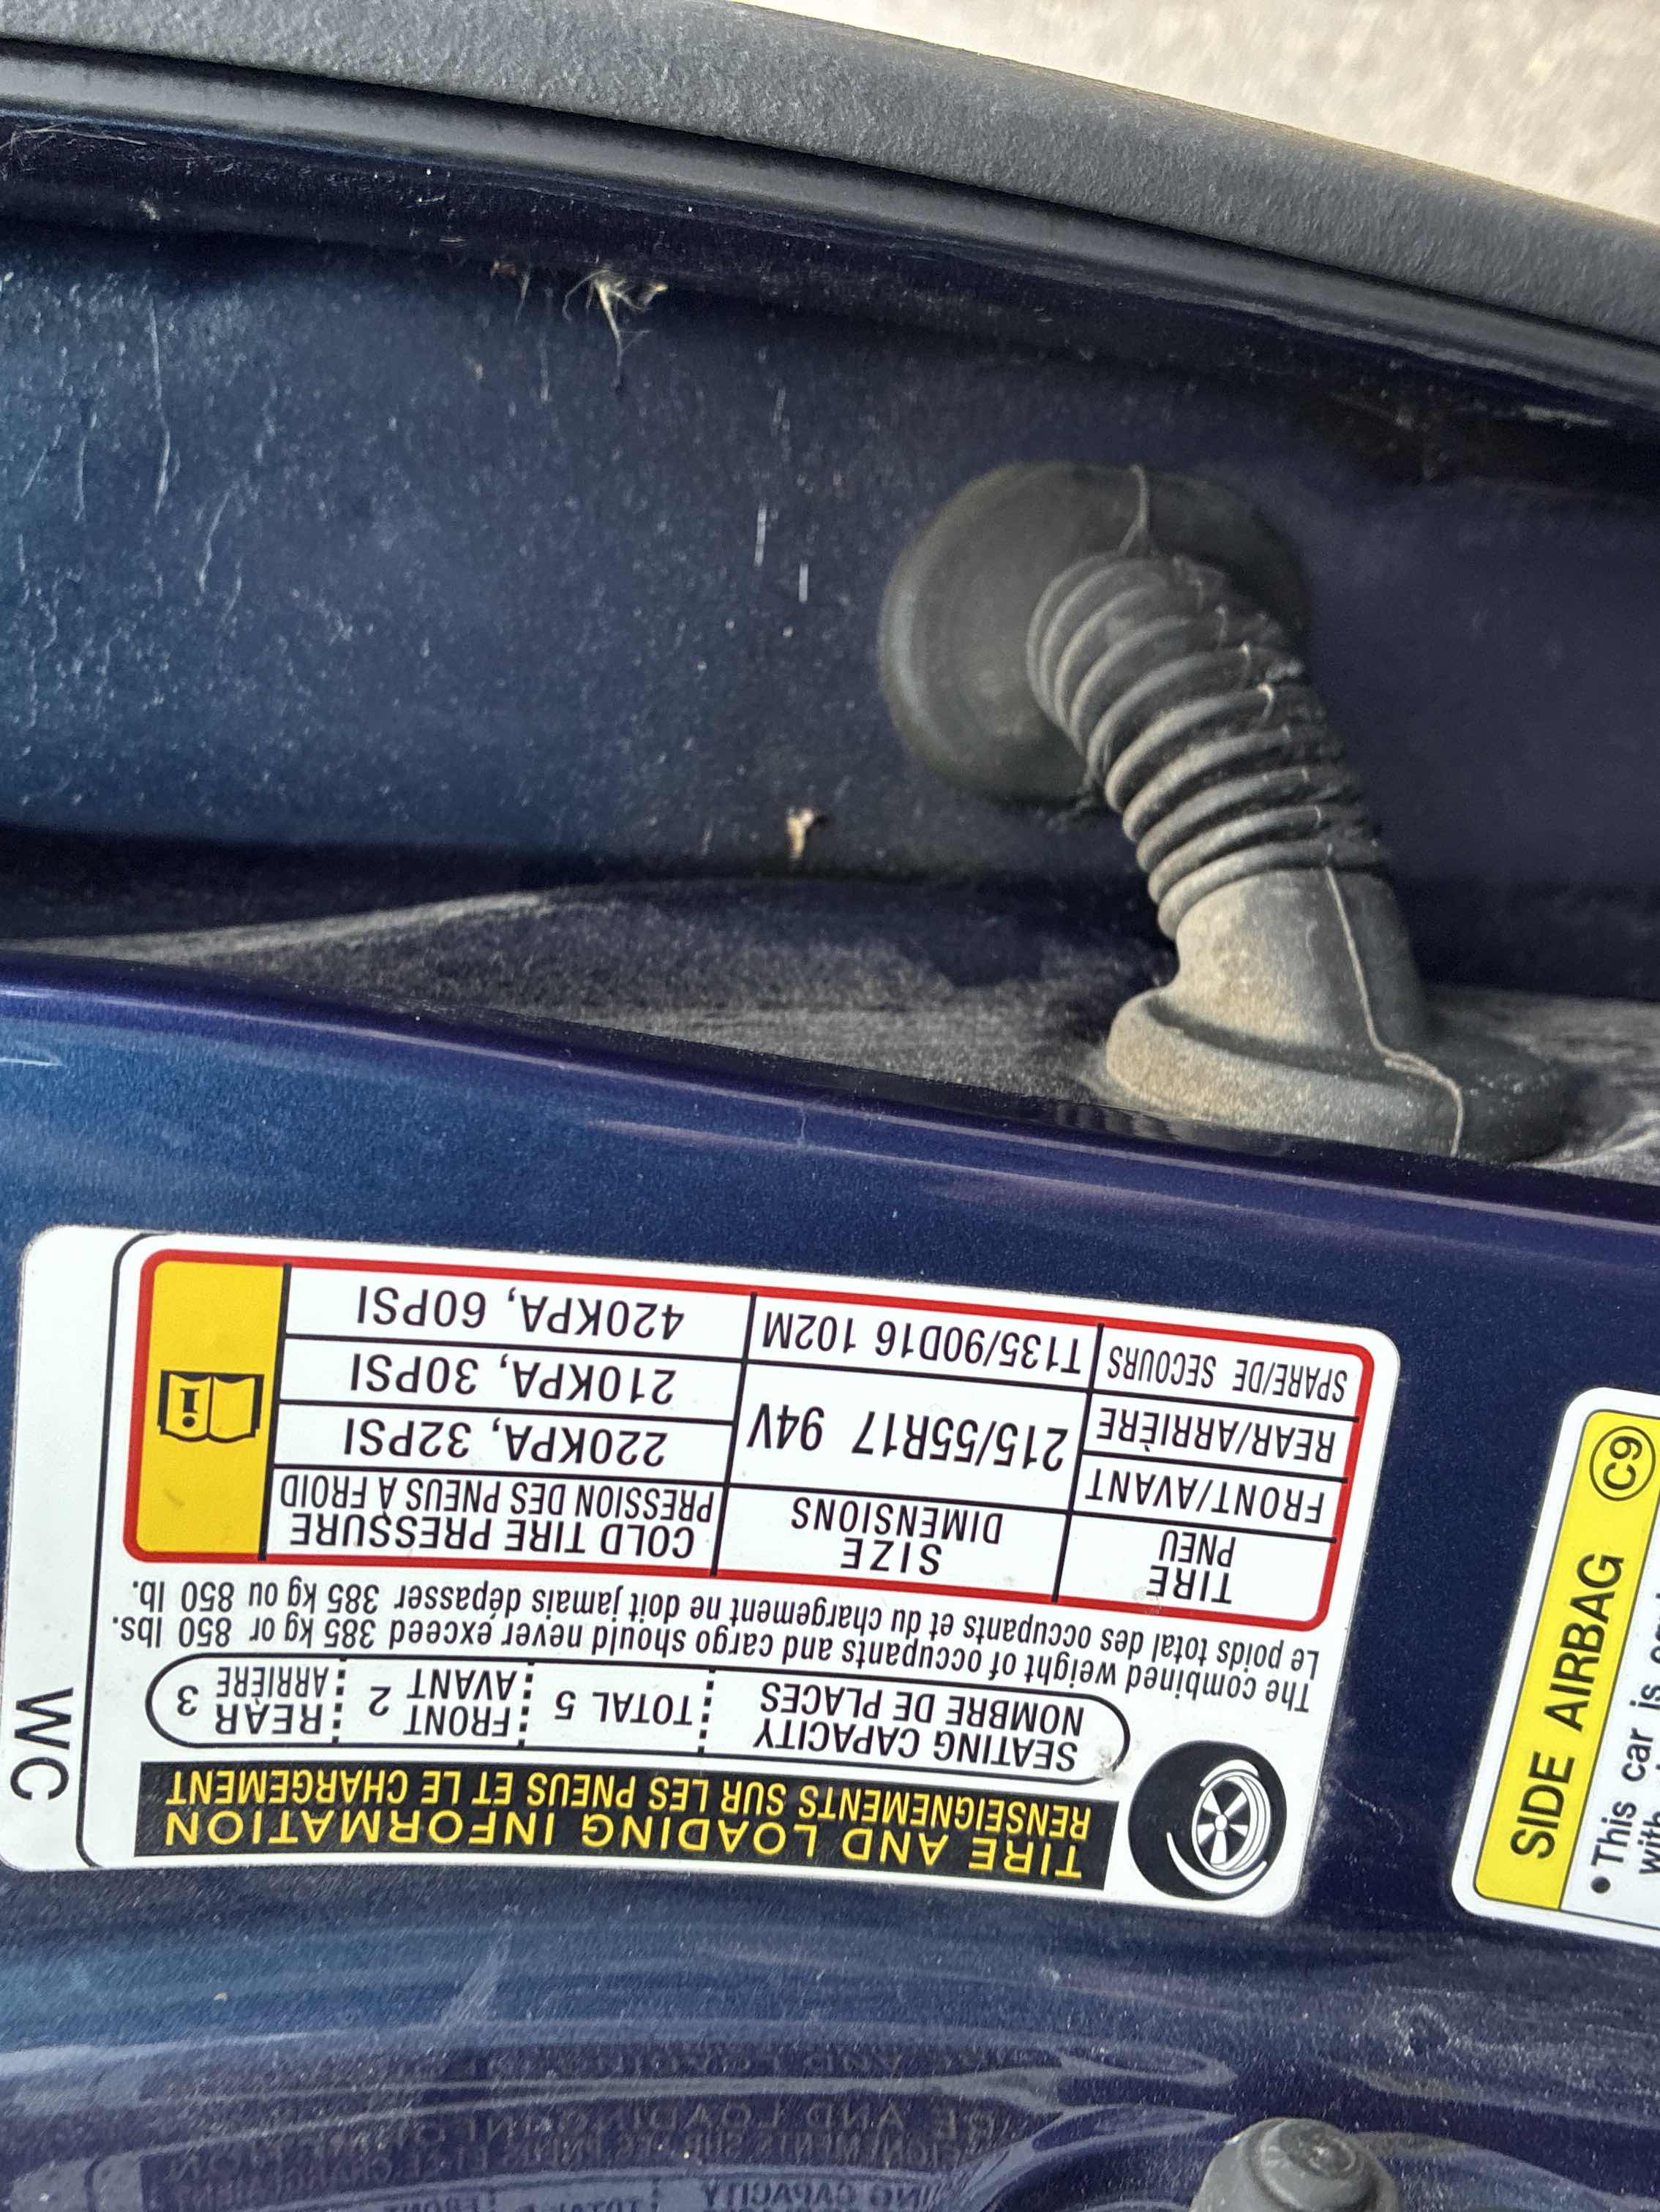 TIRE AND LOADING INFORMATION
RENSEIGNEMENTS SUR LES PNEUS ET LE CHARGEMENT
SEATING CAPACITY
NOMBRE DE PLACES
TOTAL 5
FRONT
AVANT
2
REAR
ARRIÈRE
3
The combined weight of occupants and cargo should never exceed 385 kg or 850 lbs.
Le poids total des occupants et du chargement ne doit jamais dépasser 385 kg ou 850 lb.
TIRE
PNEU
SIZE
DIMENSIONS
COLD TIRE PRESSURE
PRESSION DES PNEUS À FROID
FRONT/AVANT
215/55R17 94V
220KPA, 32PSI
REAR/ARRIÈRE
210KPA, 30PSI
SPARE/DE SECOURS
T135/90D16 102M
420KPA, 60PSI
WC
SIDE AIRBAG C9
• This car is